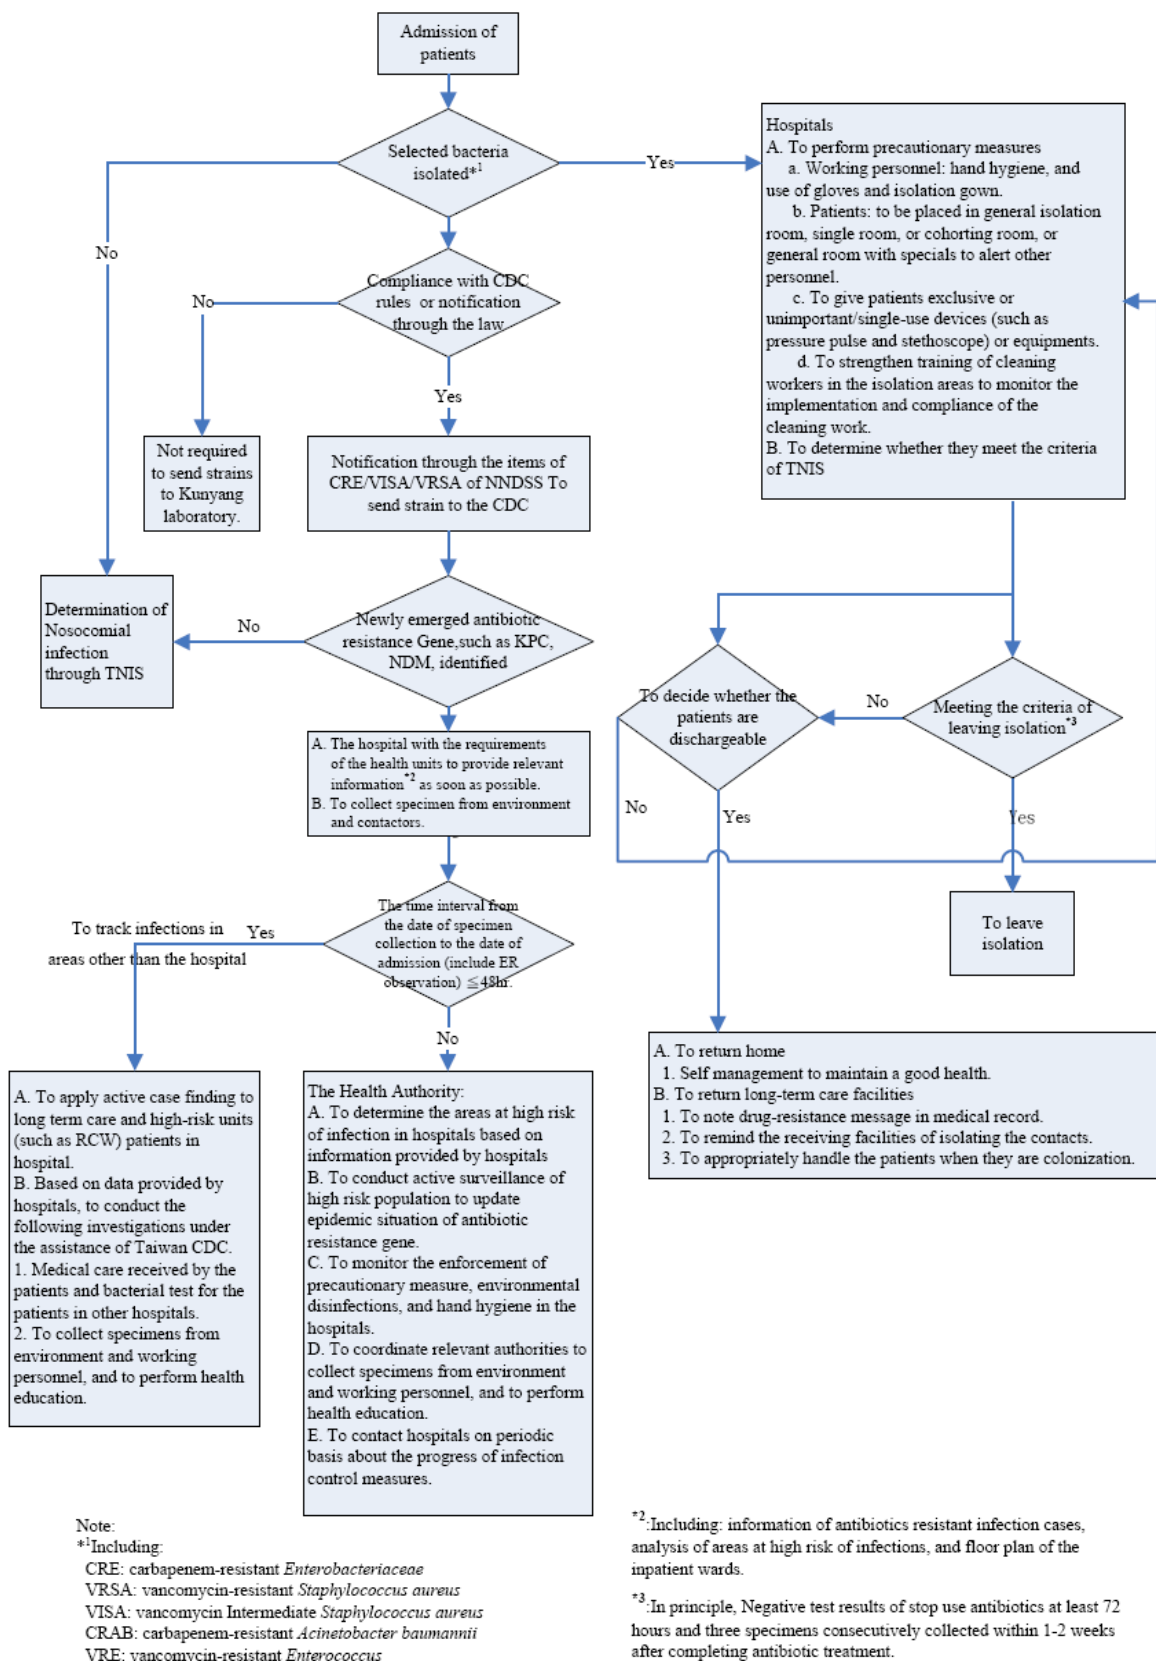 Admission of
patients
Selected bacteria
isolated*1
Yes
No
Hospitals
A. To perform precautionary measures
a. Working personnel: hand hygiene, and
use of gloves and isolation gown.
b. Patients: to be placed in general isolation
room, single room, or cohorting room, or
general room with specials to alert other
personnel.
c. To give patients exclusive or
unimportant/single-use devices (such as
pressure pulse and stethoscope) or equipments.
d. To strengthen training of cleaning
workers in the isolation areas to monitor the
implementation and compliance of the
cleaning work.
B. To determine whether they meet the criteria
of TNIS
Compliance with CDC
rules or notification
through the law
No
Yes
Not required
to send strains
to Kunyang
laboratory.
Notification through the items of
CRE/VISA/VRSA of NNDSS To
send strain to the CDC
Determination of
Nosocomial
infection
through TNIS
No
Newly emerged antibiotic
resistance Gene,such as KPC,
NDM, identified
To decide whether the
patients are
dischargeable
No
Meeting the criteria of
leaving isolation*3
A. The hospital with the requirements
of the health units to provide relevant
information*2 as soon as possible.
B. To collect specimen from environment
and contactors.
No
Yes
Yes
To leave
isolation
The time interval from
the date of specimen
collection to the date of
admission (include ER
observation) ≦48hr.
To track infections in
areas other than the hospital
Yes
No
A. To return home
1. Self management to maintain a good health.
B. To return long-term care facilities
1. To note drug-resistance message in medical record.
2. To remind the receiving facilities of isolating the contacts.
3. To appropriately handle the patients when they are colonization.
A. To apply active case finding to
long term care and high-risk units
(such as RCW) patients in
hospital.
B. Based on data provided by
hospitals, to conduct the
following investigations under
the assistance of Taiwan CDC.
1. Medical care received by the
patients and bacterial test for the
patients in other hospitals.
2. To collect specimens from
environment and working
personnel, and to perform health
education.
The Health Authority:
A. To determine the areas at high risk
of infection in hospitals based on
information provided by hospitals
B. To conduct active surveillance of
high risk population to update
epidemic situation of antibiotic
resistance gene.
C. To monitor the enforcement of
precautionary measure, environmental
disinfections, and hand hygiene in the
hospitals.
D. To coordinate relevant authorities to
collect specimens from environment
and working personnel, and to perform
health education.
E. To contact hospitals on periodic
basis about the progress of infection
control measures.
Note:
*1Including:
CRE: carbapenem-resistant Enterobacteriaceae
VRSA: vancomycin-resistant Staphylococcus aureus
VISA: vancomycin Intermediate Staphylococcus aureus
CRAB: carbapenem-resistant Acinetobacter baumannii
VRE: vancomycin-resistant Enterococcus
*2:Including: information of antibiotics resistant infection cases,
analysis of areas at high risk of infections, and floor plan of the
inpatient wards.
*3:In principle, Negative test results of stop use antibiotics at least 72
hours and three specimens consecutively collected within 1-2 weeks
after completing antibiotic treatment.